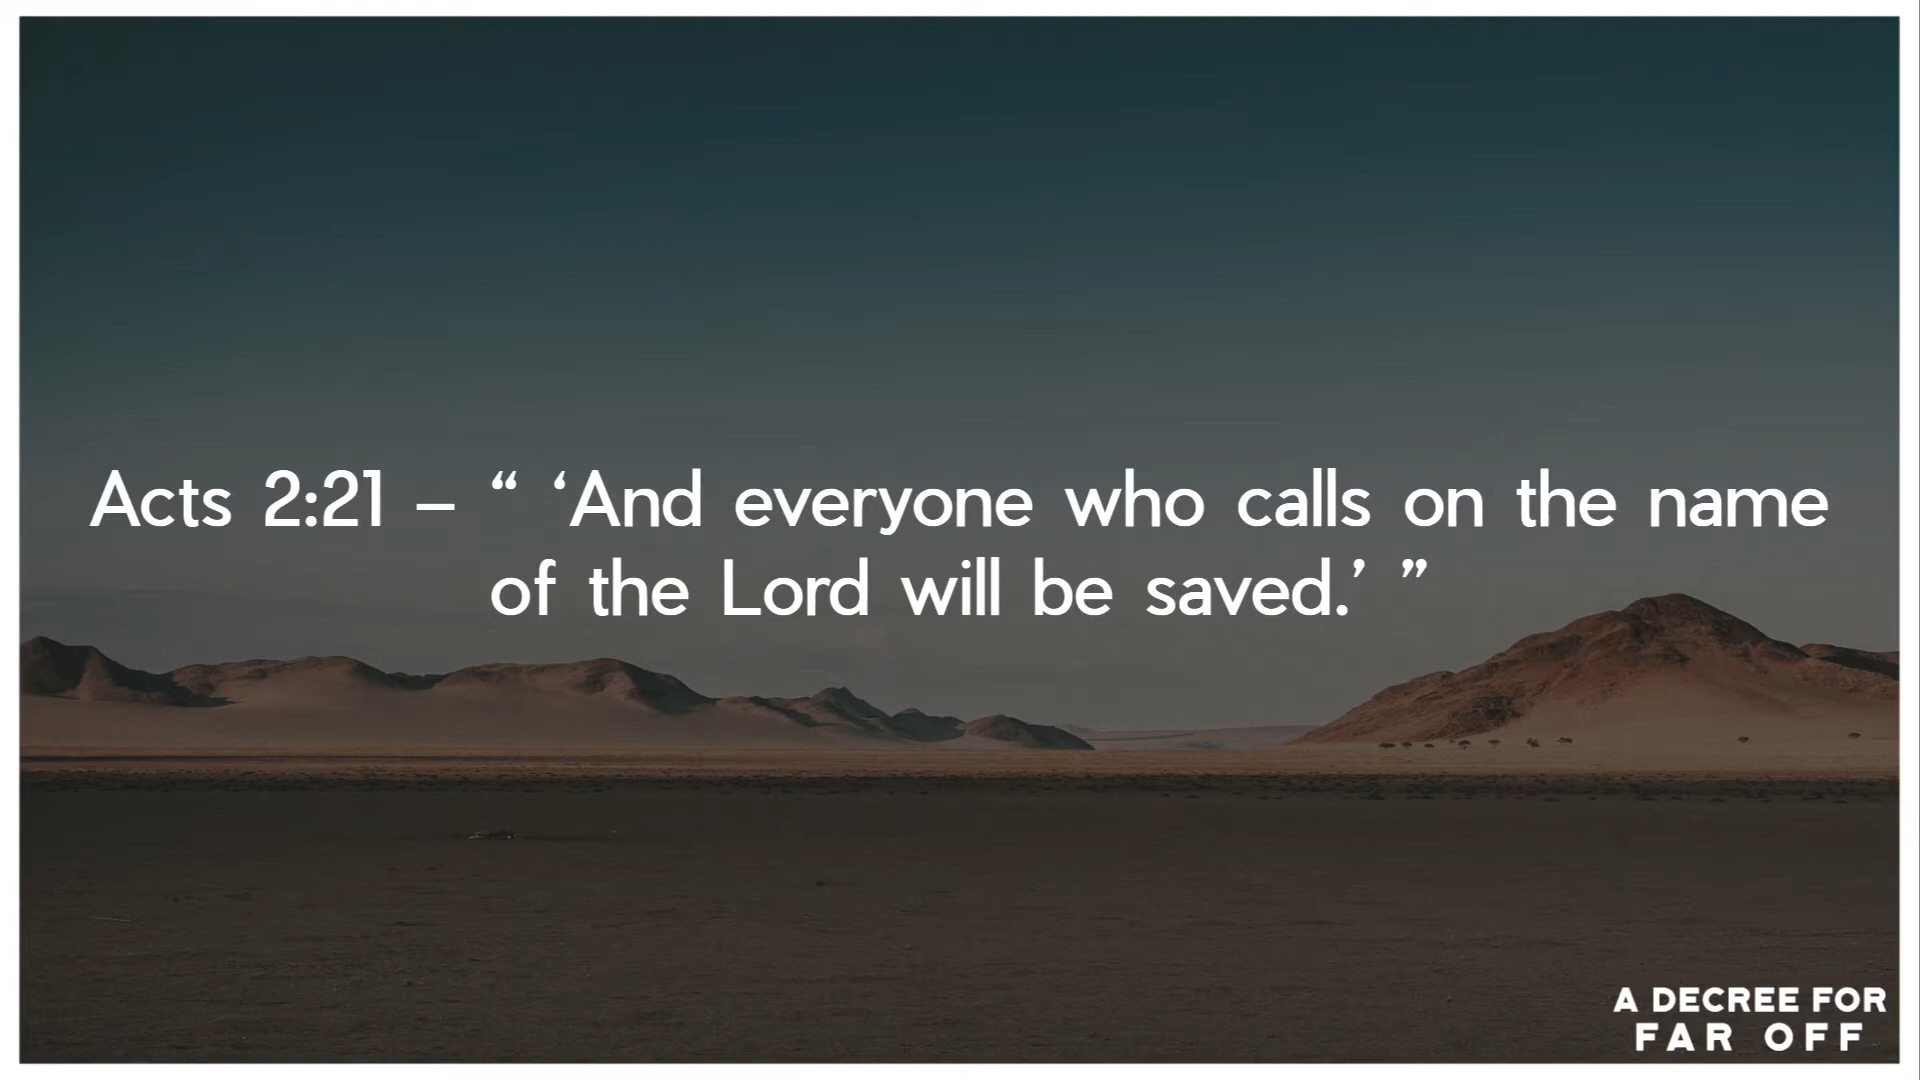 Acts 2:21 – “ ‘And everyone who calls on the name
of the Lord will be saved.’ ”
A DECREE FOR
FAR OFF